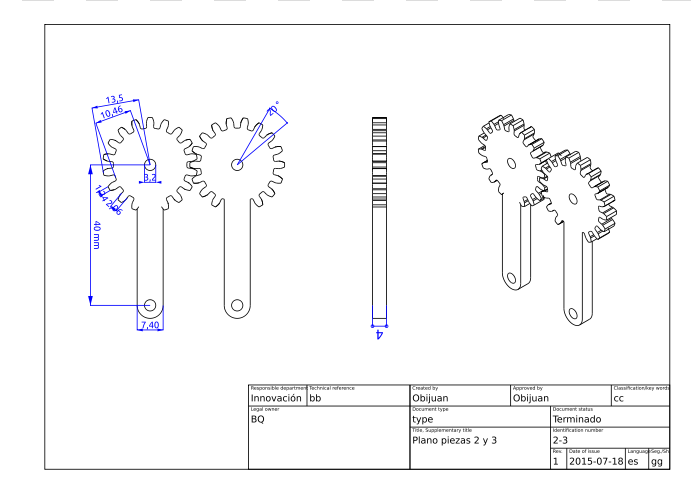 13,5
10,46
20°
3,2
2,06
40 mm
7,40
4
Responsible departmen Technical reference Created by Approved by Classification/key words
Innovación bb Obijuan Obijuan cc
Legal owner Document type Document status
BQ type Terminado
Title, Supplementary title Identification number
Plano piezas 2 y 3 2-3
Rev. Date of issue Language Seg./Sh
1 2015-07-18 es gg